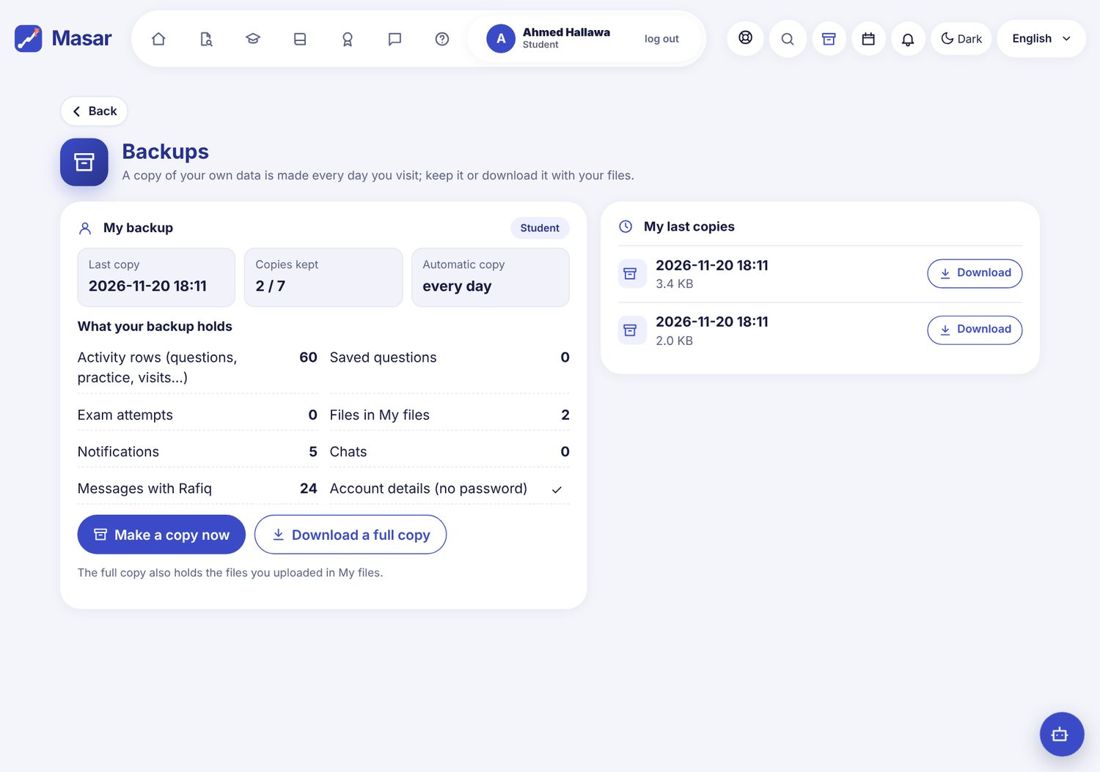 Masar
A
Ahmed Hallawa
Student
log out
Dark
English
Back
Backups
A copy of your own data is made every day you visit; keep it or download it with your files.
My backup
Student
Last copy
2026-11-20 18:11
Copies kept
2 / 7
Automatic copy
every day
What your backup holds
Activity rows (questions,
practice, visits...)
60
Saved questions
0
Exam attempts
0
Files in My files
2
Notifications
5
Chats
0
Messages with Rafiq
24
Account details (no password)
Make a copy now
Download a full copy
The full copy also holds the files you uploaded in My files.
My last copies
2026-11-20 18:11
3.4 KB
Download
2026-11-20 18:11
2.0 KB
Download